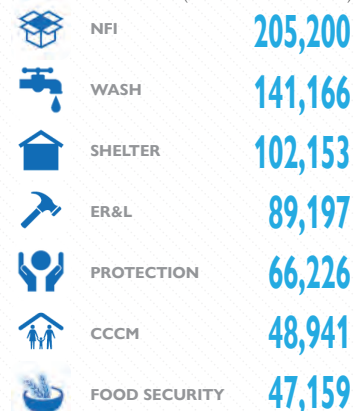 NFI 205,200
WASH 141,166
SHELTER 102,153
ER&L 89,197
PROTECTION 66,226
CCCM 48,941
FOOD SECURITY 47,159